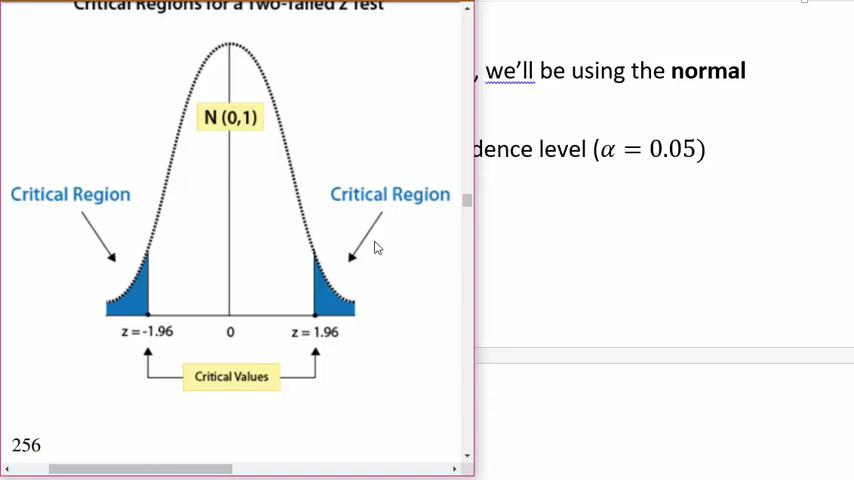 Critical Regions for a Two-Tailed z Test
, we'll be using the normal
N (0,1)
dence level (α = 0.05)
Critical Region
Critical Region
z = -1.96
0
z = 1.96
Critical Values
256